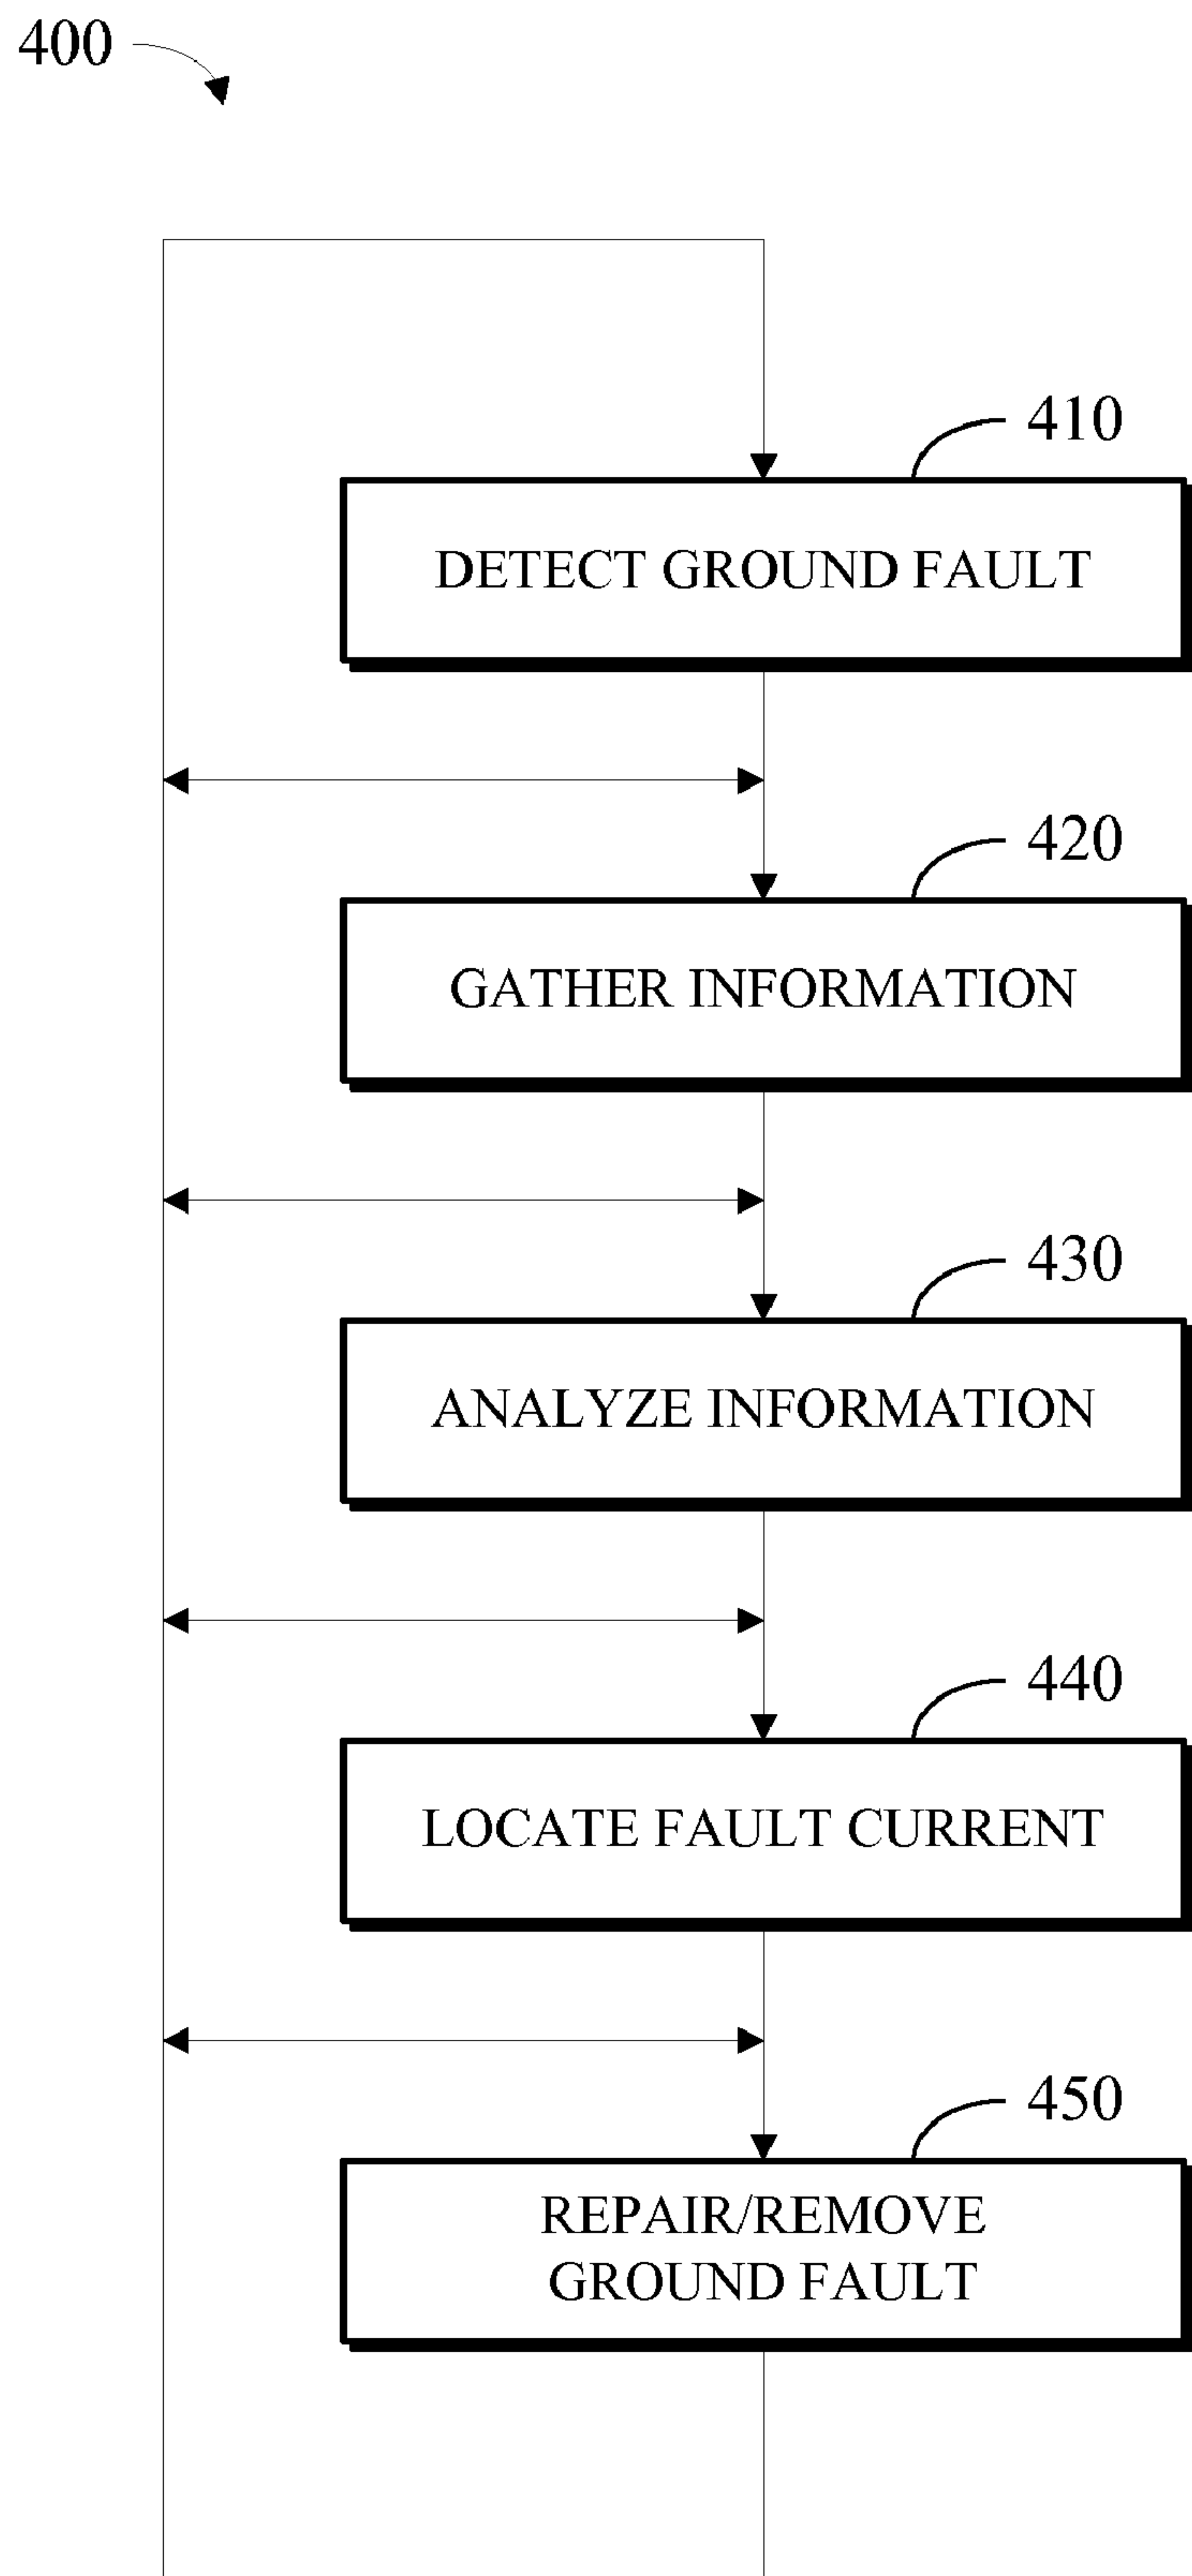 400
410
DETECT GROUND FAULT
420
GATHER INFORMATION
430
ANALYZE INFORMATION
440
LOCATE FAULT CURRENT
450
REPAIR/REMOVE
GROUND FAULT